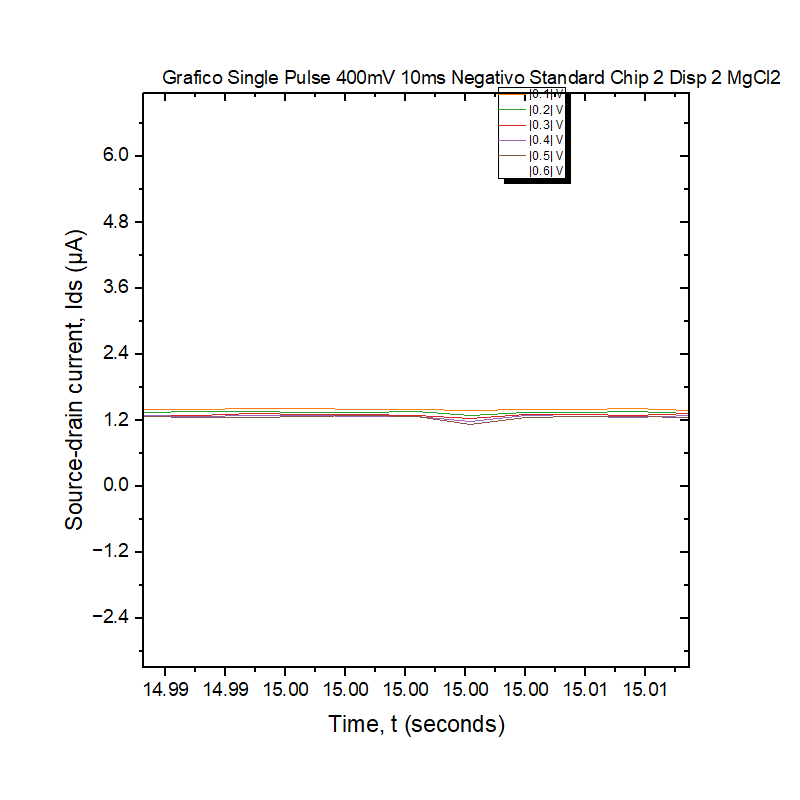 Grafico Single Pulse 400mV 10ms Negativo Standard Chip 2 Disp 2 MgCl2
|0.1| V
|0.2| V
|0.3| V
|0.4| V
|0.5| V
|0.6| V
6.0
4.8
3.6
2.4
1.2
0.0
−1.2
−2.4
Source-drain current, Ids (µA)
14.99 14.99 15.00 15.00 15.00 15.00 15.00 15.01 15.01
Time, t (seconds)